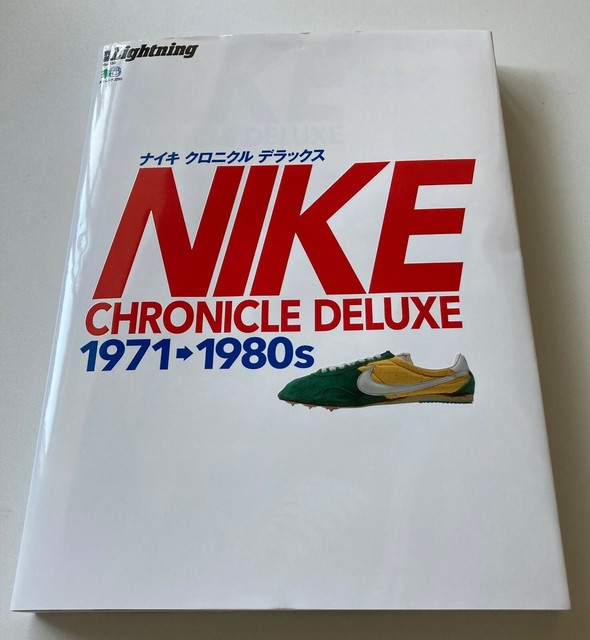 Lightning
ナイキ クロニクル デラックス
NIKE
CHRONICLE DELUXE
1971→1980s